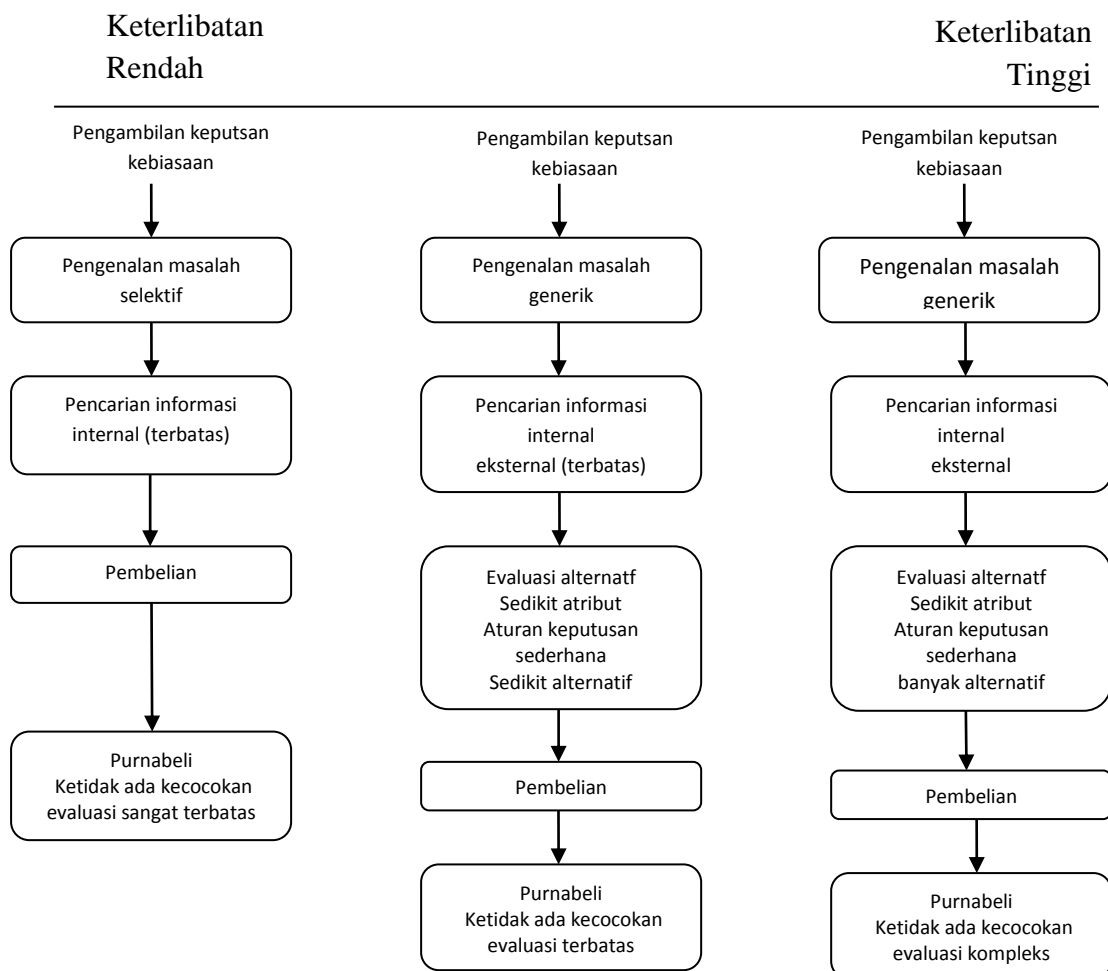 Keterlibatan
Rendah
Keterlibatan
Tinggi
Pengambilan keputsan
kebiasaan
Pengenalan masalah
selektif
Pencarian informasi
internal (terbatas)
Pembelian
Purnabeli
Ketidak ada kecocokan
evaluasi sangat terbatas
Pengambilan keputsan
kebiasaan
Pengenalan masalah
generik
Pencarian informasi
internal
eksternal (terbatas)
Evaluasi alternatf
Sedikit atribut
Aturan keputusan
sederhana
Sedikit alternatif
Pembelian
Purnabeli
Ketidak ada kecocokan
evaluasi terbatas
Pengambilan keputsan
kebiasaan
Pengenalan masalah
generik
Pencarian informasi
internal
eksternal
Evaluasi alternatf
Sedikit atribut
Aturan keputusan
sederhana
banyak alternatif
Pembelian
Purnabeli
Ketidak ada kecocokan
evaluasi kompleks